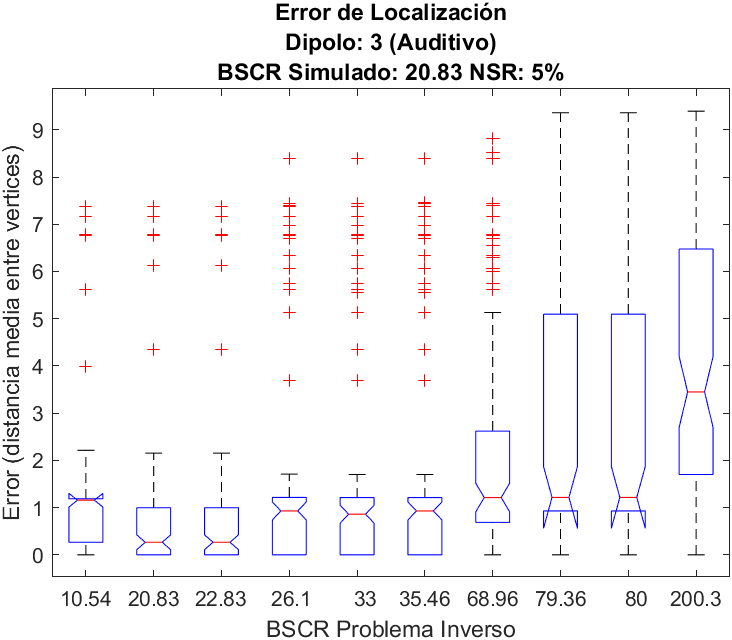 Error de Localización
Dipolo: 3 (Auditivo)
BSCR Simulado: 20.83 NSR: 5%
Error (distancia media entre vertices)
9
8
7
6
5
4
3
2
1
0
10.54 20.83 22.83 26.1 33 35.46 68.96 79.36 80 200.3
BSCR Problema Inverso